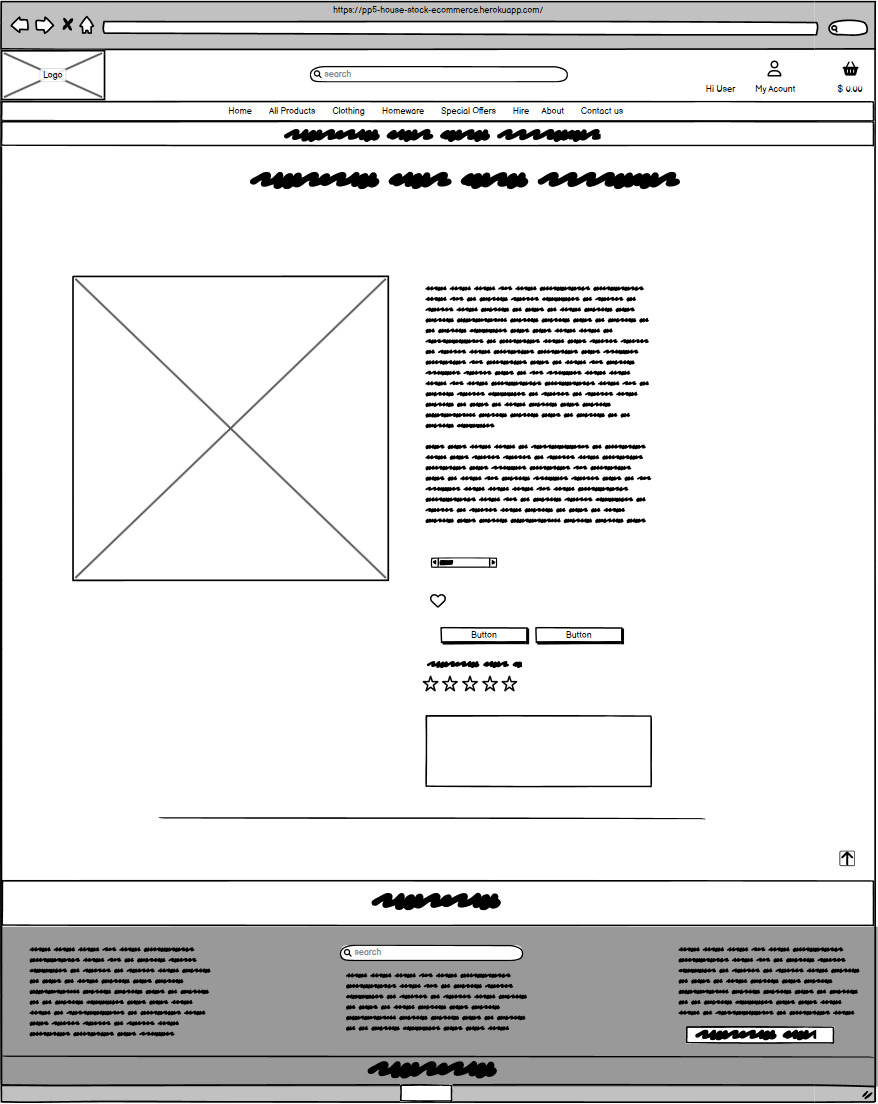 https://pp5-house-stock-ecommerce.herokuapp.com/
Logo
search
Hi User My Acount $ 0.00
Home All Products Clothing Homeware Special Offers Hire About Contact us
Button Button
search